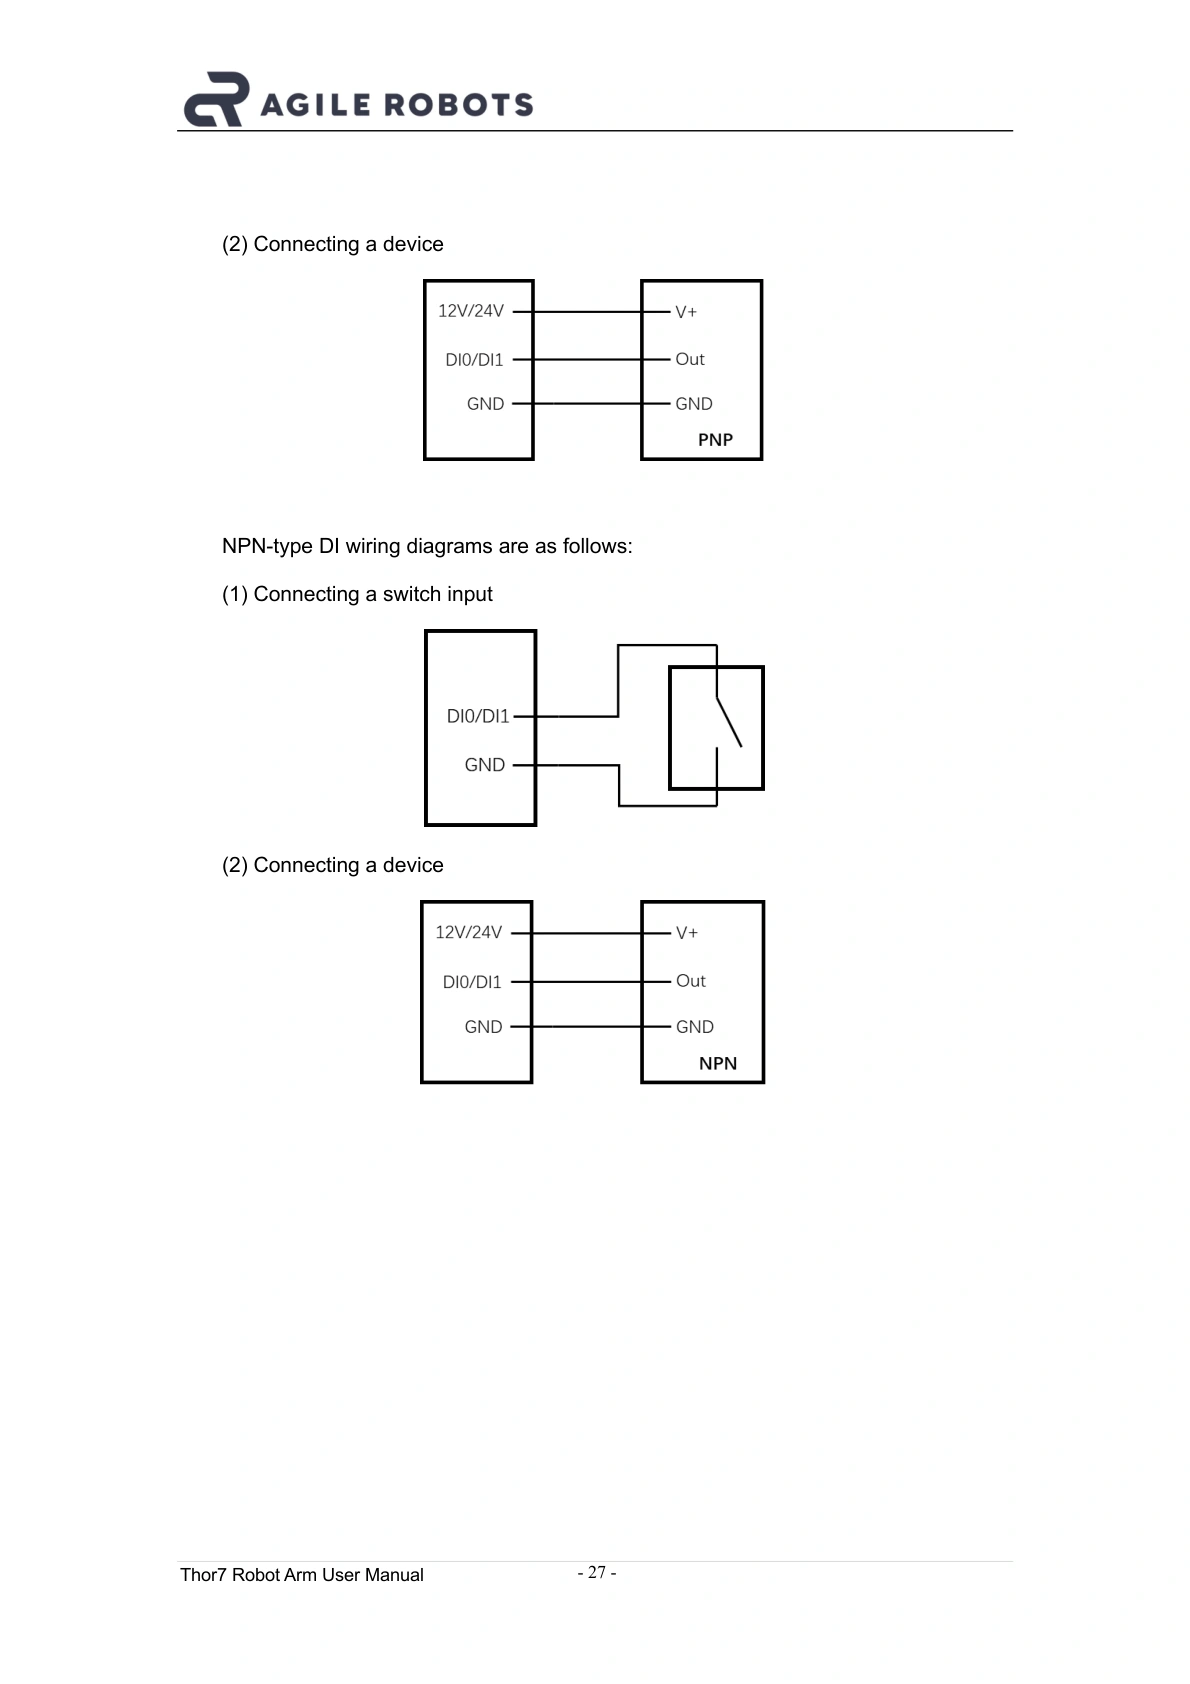 AGILE ROBOTS
(2) Connecting a device
12V/24V V+
DI0/DI1 Out
GND GND
PNP
NPN-type DI wiring diagrams are as follows:
(1) Connecting a switch input
DI0/DI1
GND
(2) Connecting a device
12V/24V V+
DI0/DI1 Out
GND GND
NPN
Thor7 Robot Arm User Manual - 27 -